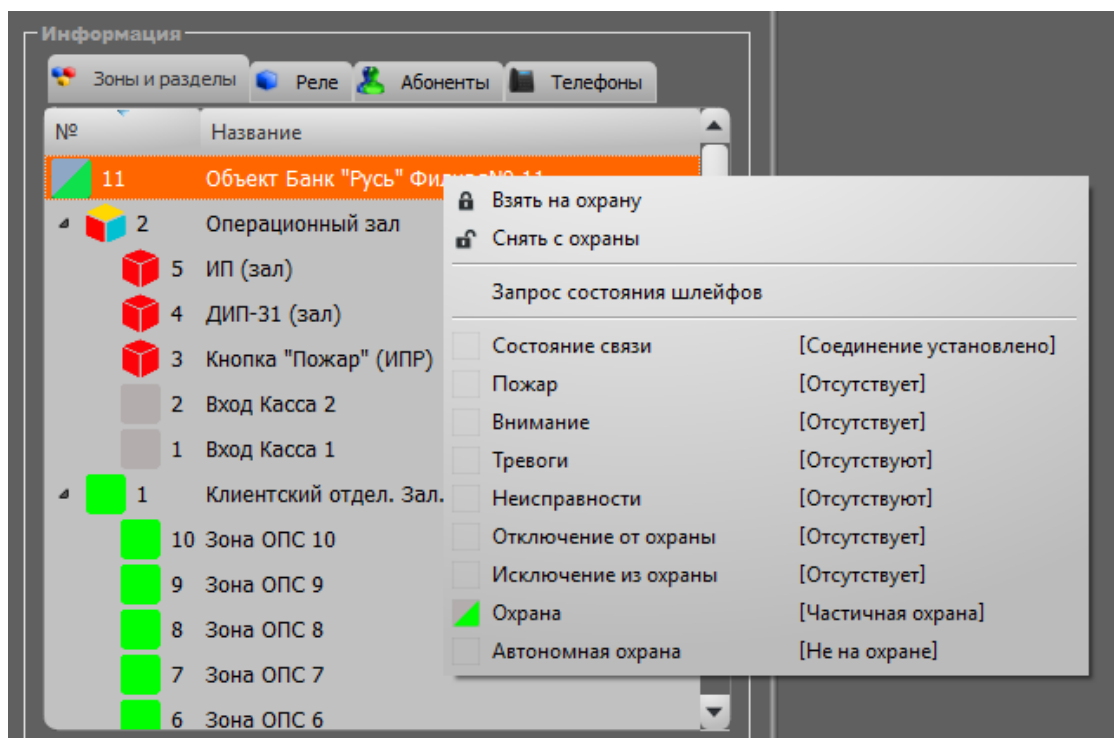 Информация
Зоны и разделы Реле Абоненты Телефоны
№ Название
11 Объект Банк "Русь"
2 Операционный зал
5 ИП (зал)
4 ДИП-31 (зал)
3 Кнопка "Пожар" (ИПР)
2 Вход Касса 2
1 Вход Касса 1
1 Клиентский отдел. Зал.
10 Зона ОПС 10
9 Зона ОПС 9
8 Зона ОПС 8
7 Зона ОПС 7
6 Зона ОПС 6
Взять на охрану
Снять с охраны
Запрос состояния шлейфов
Состояние связи [Соединение установлено]
Пожар [Отсутствует]
Внимание [Отсутствует]
Тревоги [Отсутствуют]
Неисправности [Отсутствуют]
Отключение от охраны [Отсутствует]
Исключение из охраны [Отсутствует]
Охрана [Частичная охрана]
Автономная охрана [Не на охране]